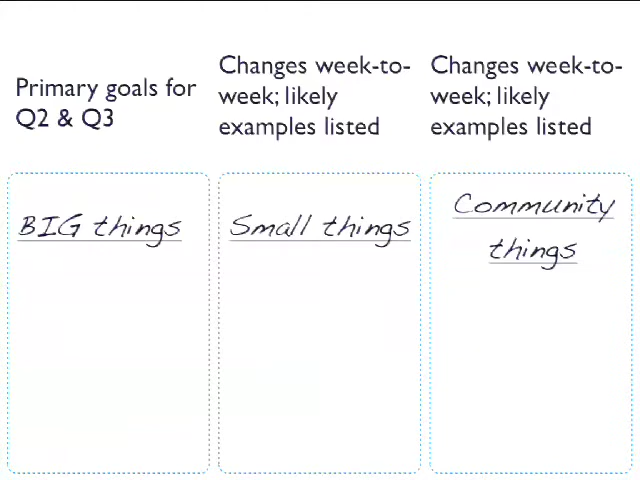 Primary goals for
Q2 & Q3
Changes week-to-
week; likely
examples listed
Changes week-to-
week; likely
examples listed
BIG things
Small things
Community
things